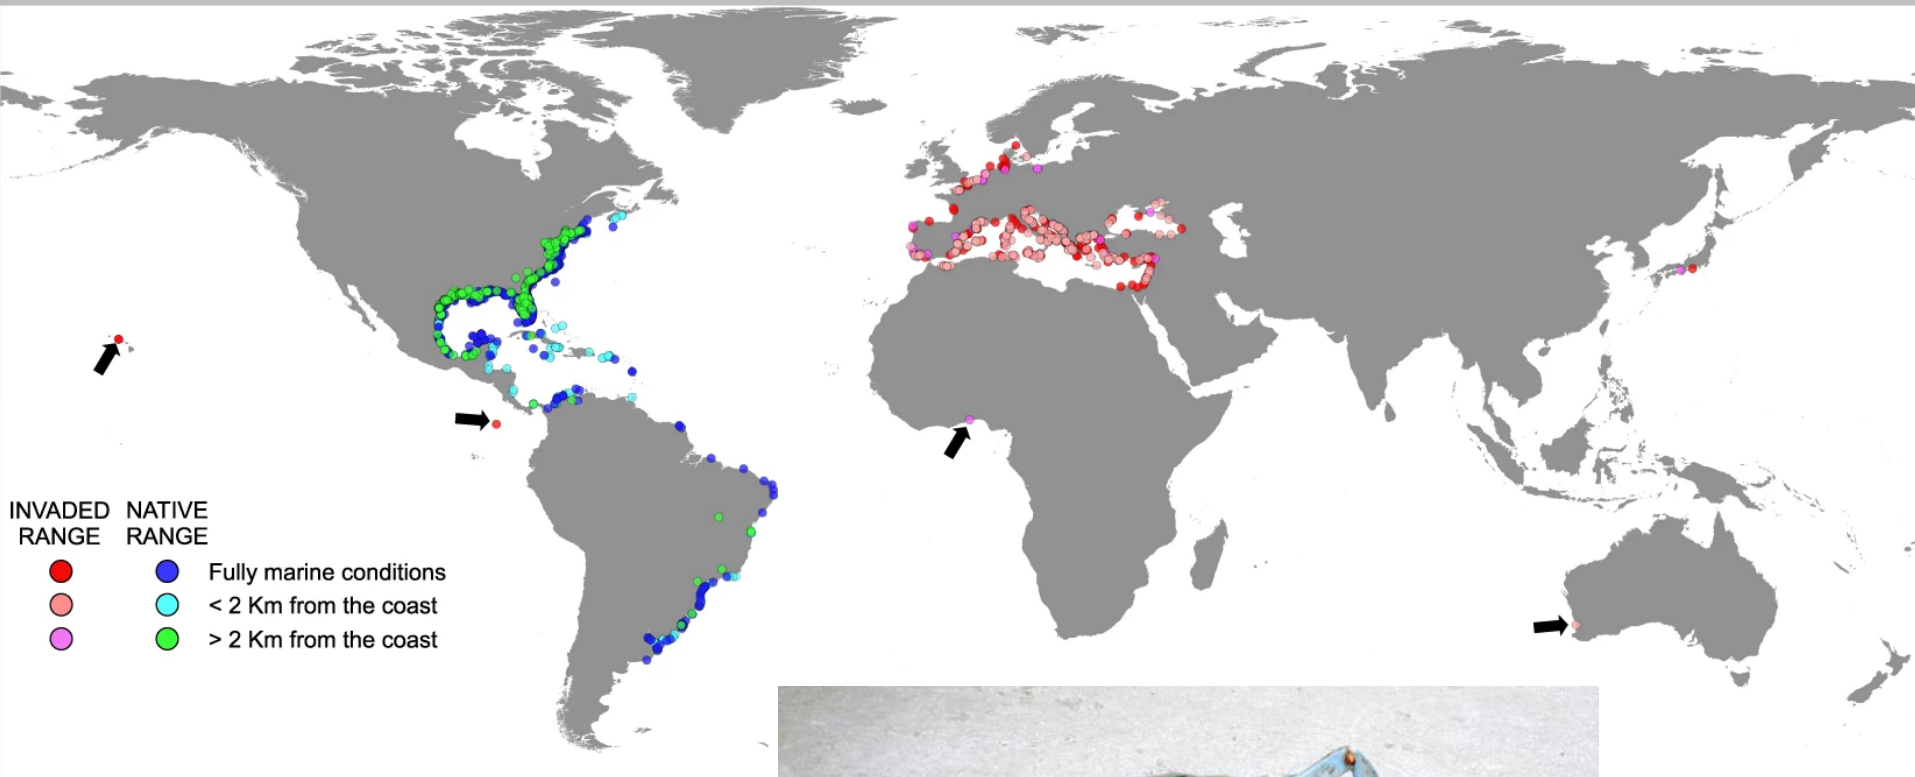 INVADED NATIVE
RANGE RANGE
Fully marine conditions
< 2 Km from the coast
> 2 Km from the coast